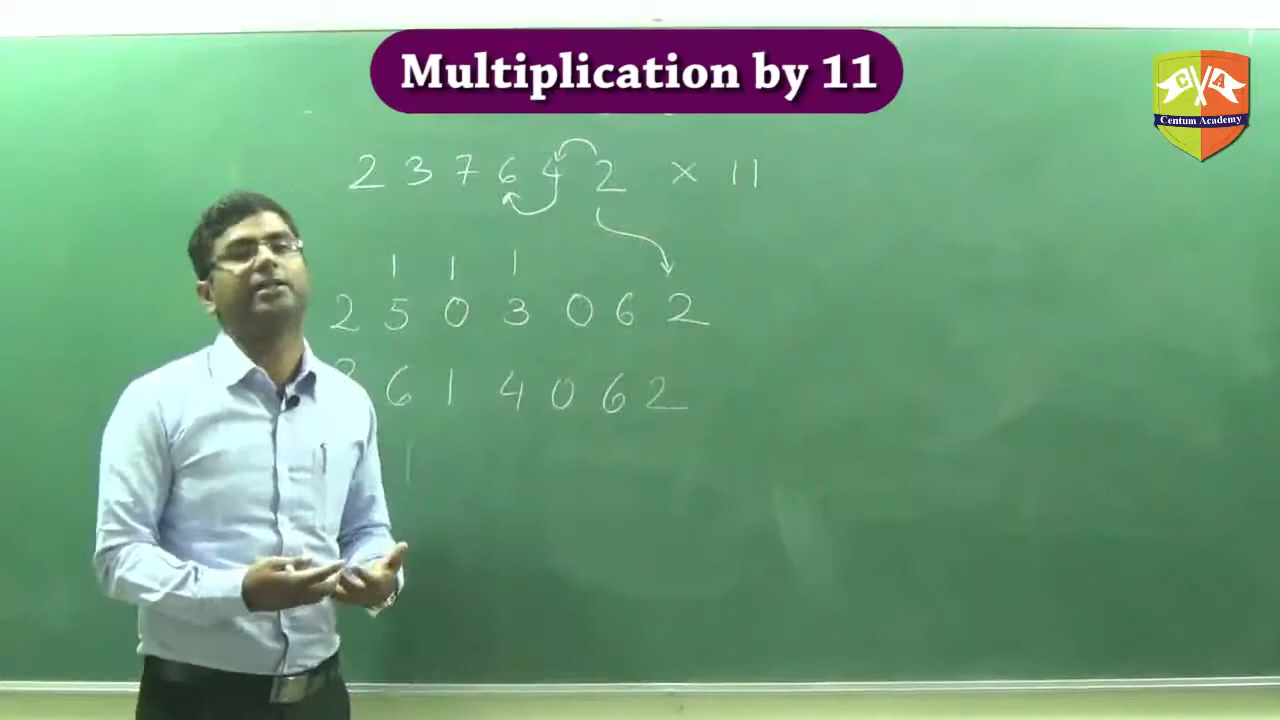 Multiplication by 11
C A
Centum Academy
2 3 7 6 4 2 × 11
1 1 1
2 5 0 3 0 6 2
6 1 4 0 6 2
1